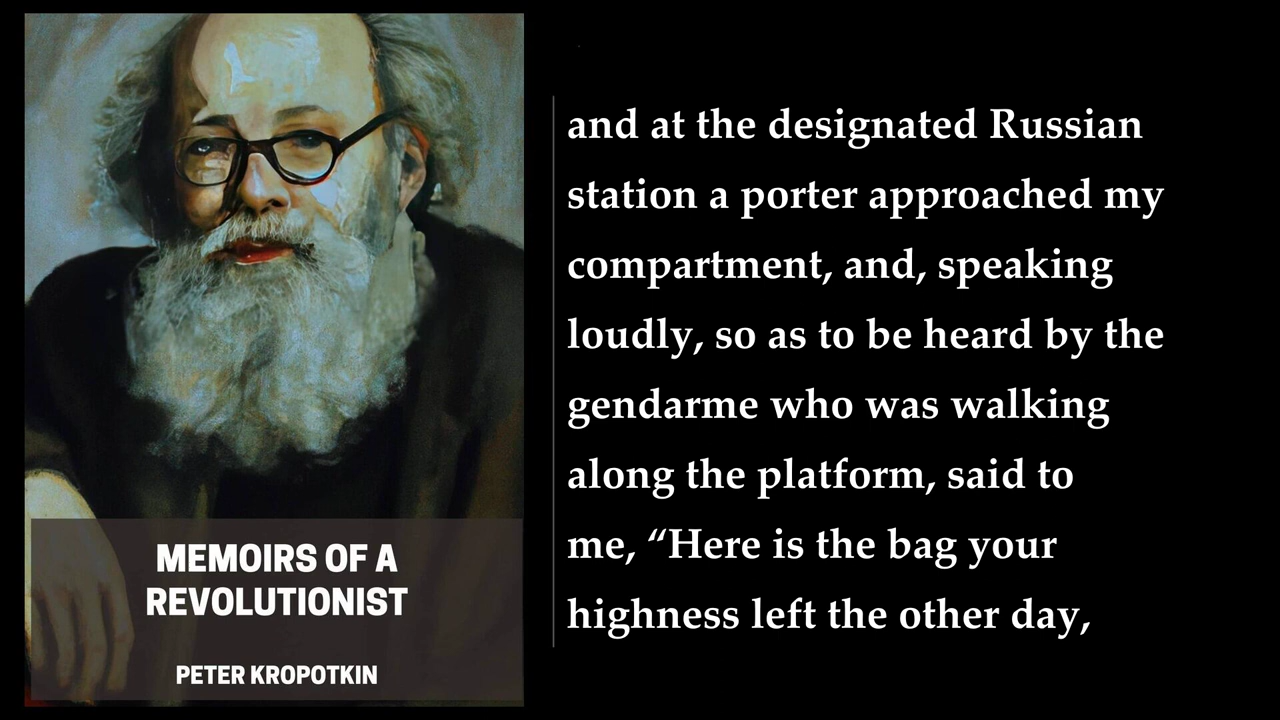 MEMOIRS OF A
REVOLUTIONIST
PETER KROPOTKIN
and at the designated Russian
station a porter approached my
compartment, and, speaking
loudly, so as to be heard by the
gendarme who was walking
along the platform, said to
me, “Here is the bag your
highness left the other day,